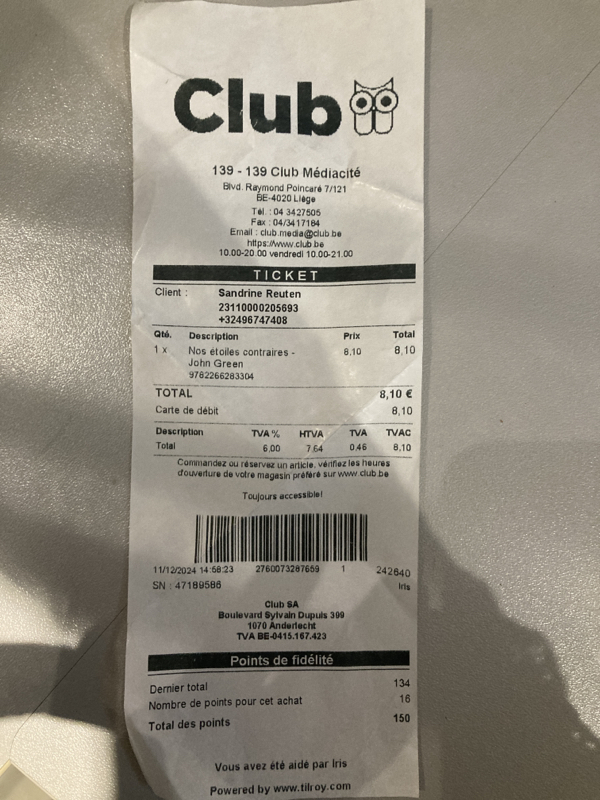 Club
139 - 139 Club Médiacité
Blvd. Raymond Poincaré 7/121
BE-4020 Liège
Tél. : 04 3427605
Fax : 04/3417184
Email : club.media@club.be
https://www.club.be
10.00-20.00 vendredi 10.00-21.00
TICKET
Client : Sandrine Reuten
23110000205693
+32496747408
Qté. Description Prix Total
1 x Nos étoiles contraires - 8,10 8,10
John Green
9782266283304
TOTAL 8,10 €
Carte de débit 8,10
Description TVA % HTVA TVA TVAC
Total 6,00 7,64 0,46 8,10
Commandez ou réservez un article, vérifiez les heures
d'ouverture de votre magasin préféré sur www.club.be
Toujours accessible!
11/12/2024 14:58:23 2760073287659 1 242640
SN : 47189586 Iris
Club SA
Boulevard Sylvain Dupuis 399
1070 Anderlecht
TVA BE-0415.167.423
Points de fidélité
Dernier total 134
Nombre de points pour cet achat 16
Total des points 150
Vous avez été aidé par Iris
Powered by www.tilroy.com